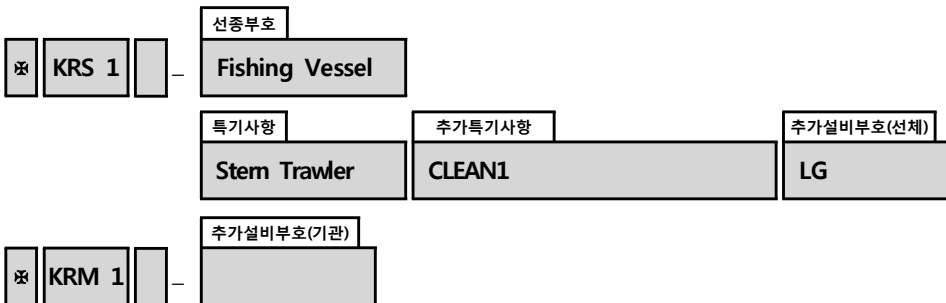 선종부호
✠ KRS 1 – Fishing Vessel
특기사항 추가특기사항 추가설비부호(선체)
Stern Trawler CLEAN1 LG
추가설비부호(기관)
✠ KRM 1 –